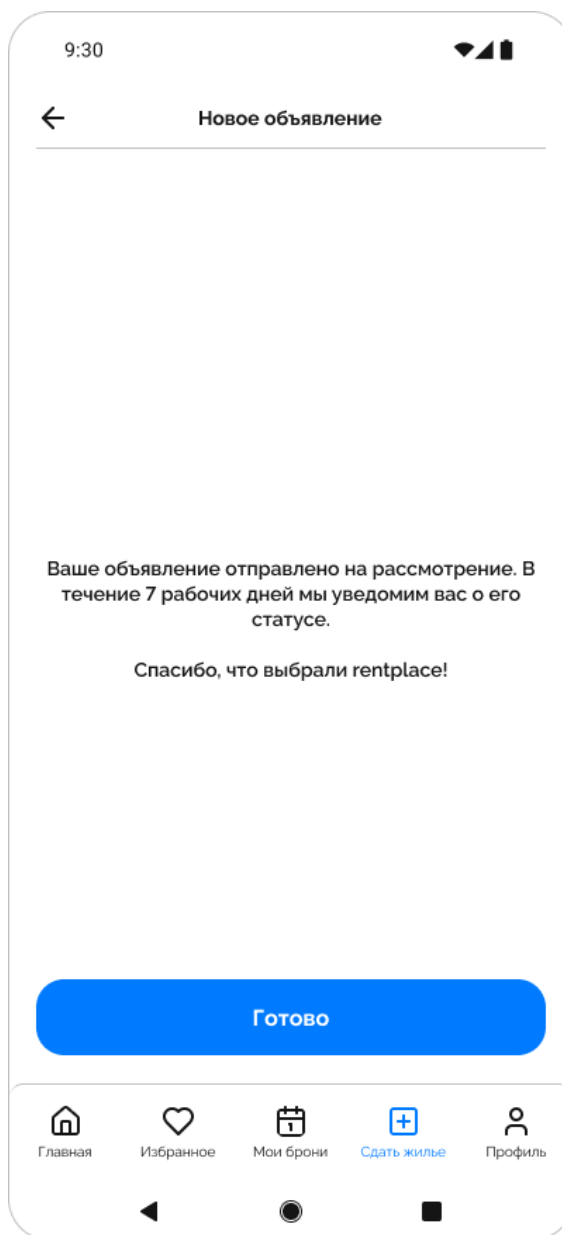 9:30
Новое объявление
Ваше объявление отправлено на рассмотрение. В
течение 7 рабочих дней мы уведомим вас о его
статусе.
Спасибо, что выбрали rentplace!
Готово
1
Главная
Избранное
Мои брони
Сдать жилье
Профиль